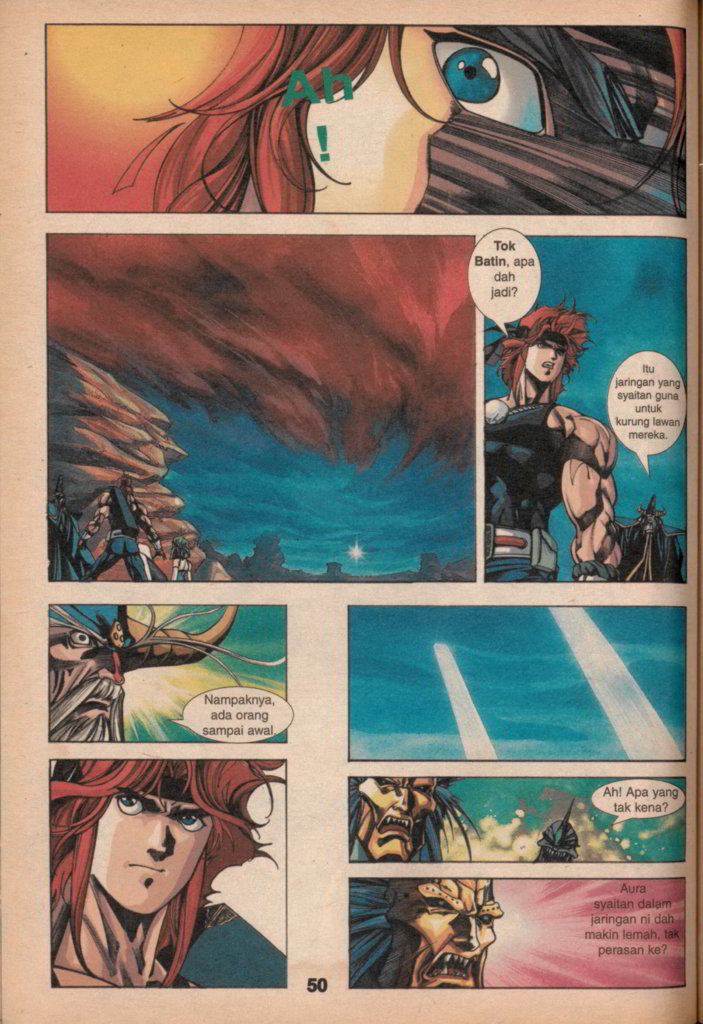 Ah
!
Tok
Batin, apa
dah
jadi?
Itu
jaringan yang
syaitan guna
untuk
kurung lawan
mereka.
Nampaknya,
ada orang
sampai awal.
Ah! Apa yang
tak kena?
Aura
syaitan dalam
jaringan ni dah
makin lemah, tak
perasan ke?
50